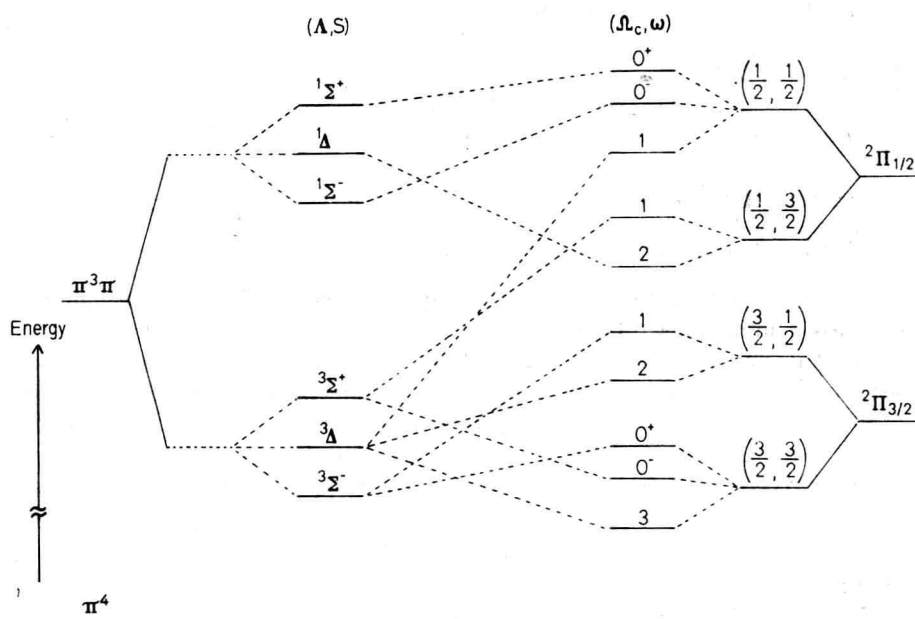 (Λ,S)
(Ω_c,ω)
¹Σ⁺
¹Δ
¹Σ⁻
π³π
Energy
³Σ⁺
³Δ
³Σ⁻
π⁴
0⁺
0⁻
1
1
2
1
2
0⁺
0⁻
3
(1/2, 1/2)
(1/2, 3/2)
(3/2, 1/2)
(3/2, 3/2)
²Π₁/₂
²Π₃/₂